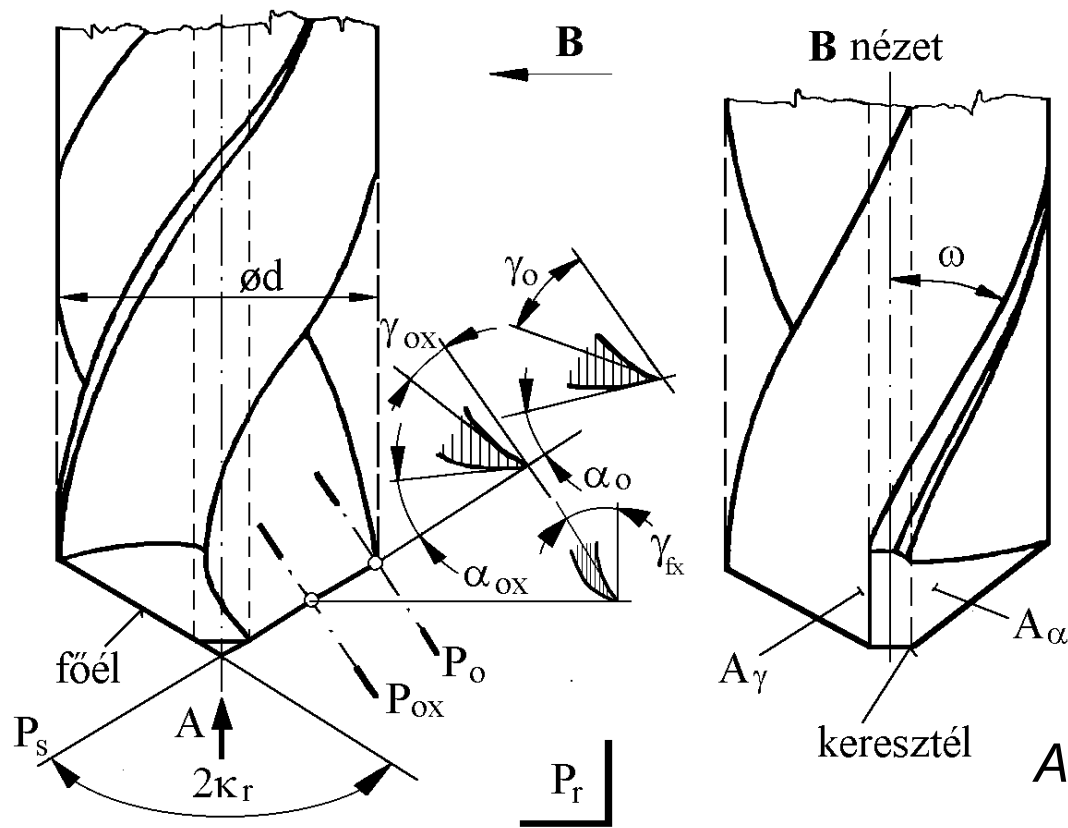 B
B nézet
ød
γo
γox
ω
αo
αox
γfx
főél
Po
Pox
Ps
A
2κr
Pr
Aγ
Aα
keresztél
A